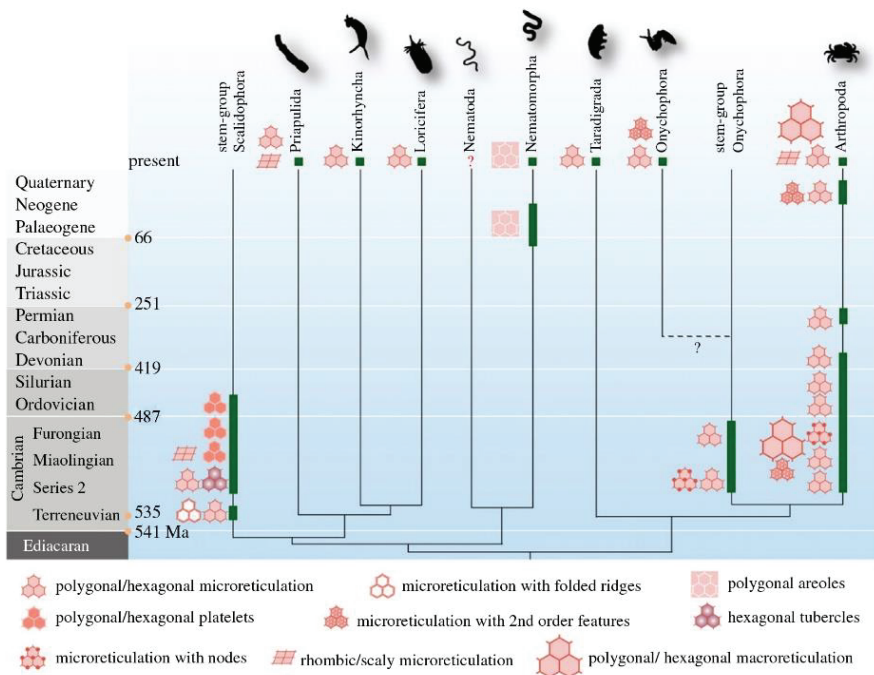 stem-group
Scalidophora
Priapulida
Kinorhyncha
Loricifera
Nematoda
Nematomorpha
Taradigrada
Onychophora
stem-group
Onychophora
Arthropoda
present
?
Quaternary
Neogene
Palaeogene
66
Cretaceous
Jurassic
Triassic
251
Permian
Carboniferous
?
Devonian
419
Silurian
Ordovician
487
Cambrian
Furongian
Miaolingian
Series 2
Terreneuvian
535
541 Ma
Ediacaran
polygonal/hexagonal microreticulation
microreticulation with folded ridges
polygonal areoles
polygonal/hexagonal platelets
microreticulation with 2nd order features
hexagonal tubercles
microreticulation with nodes
rhombic/scaly microreticulation
polygonal/ hexagonal macroreticulation